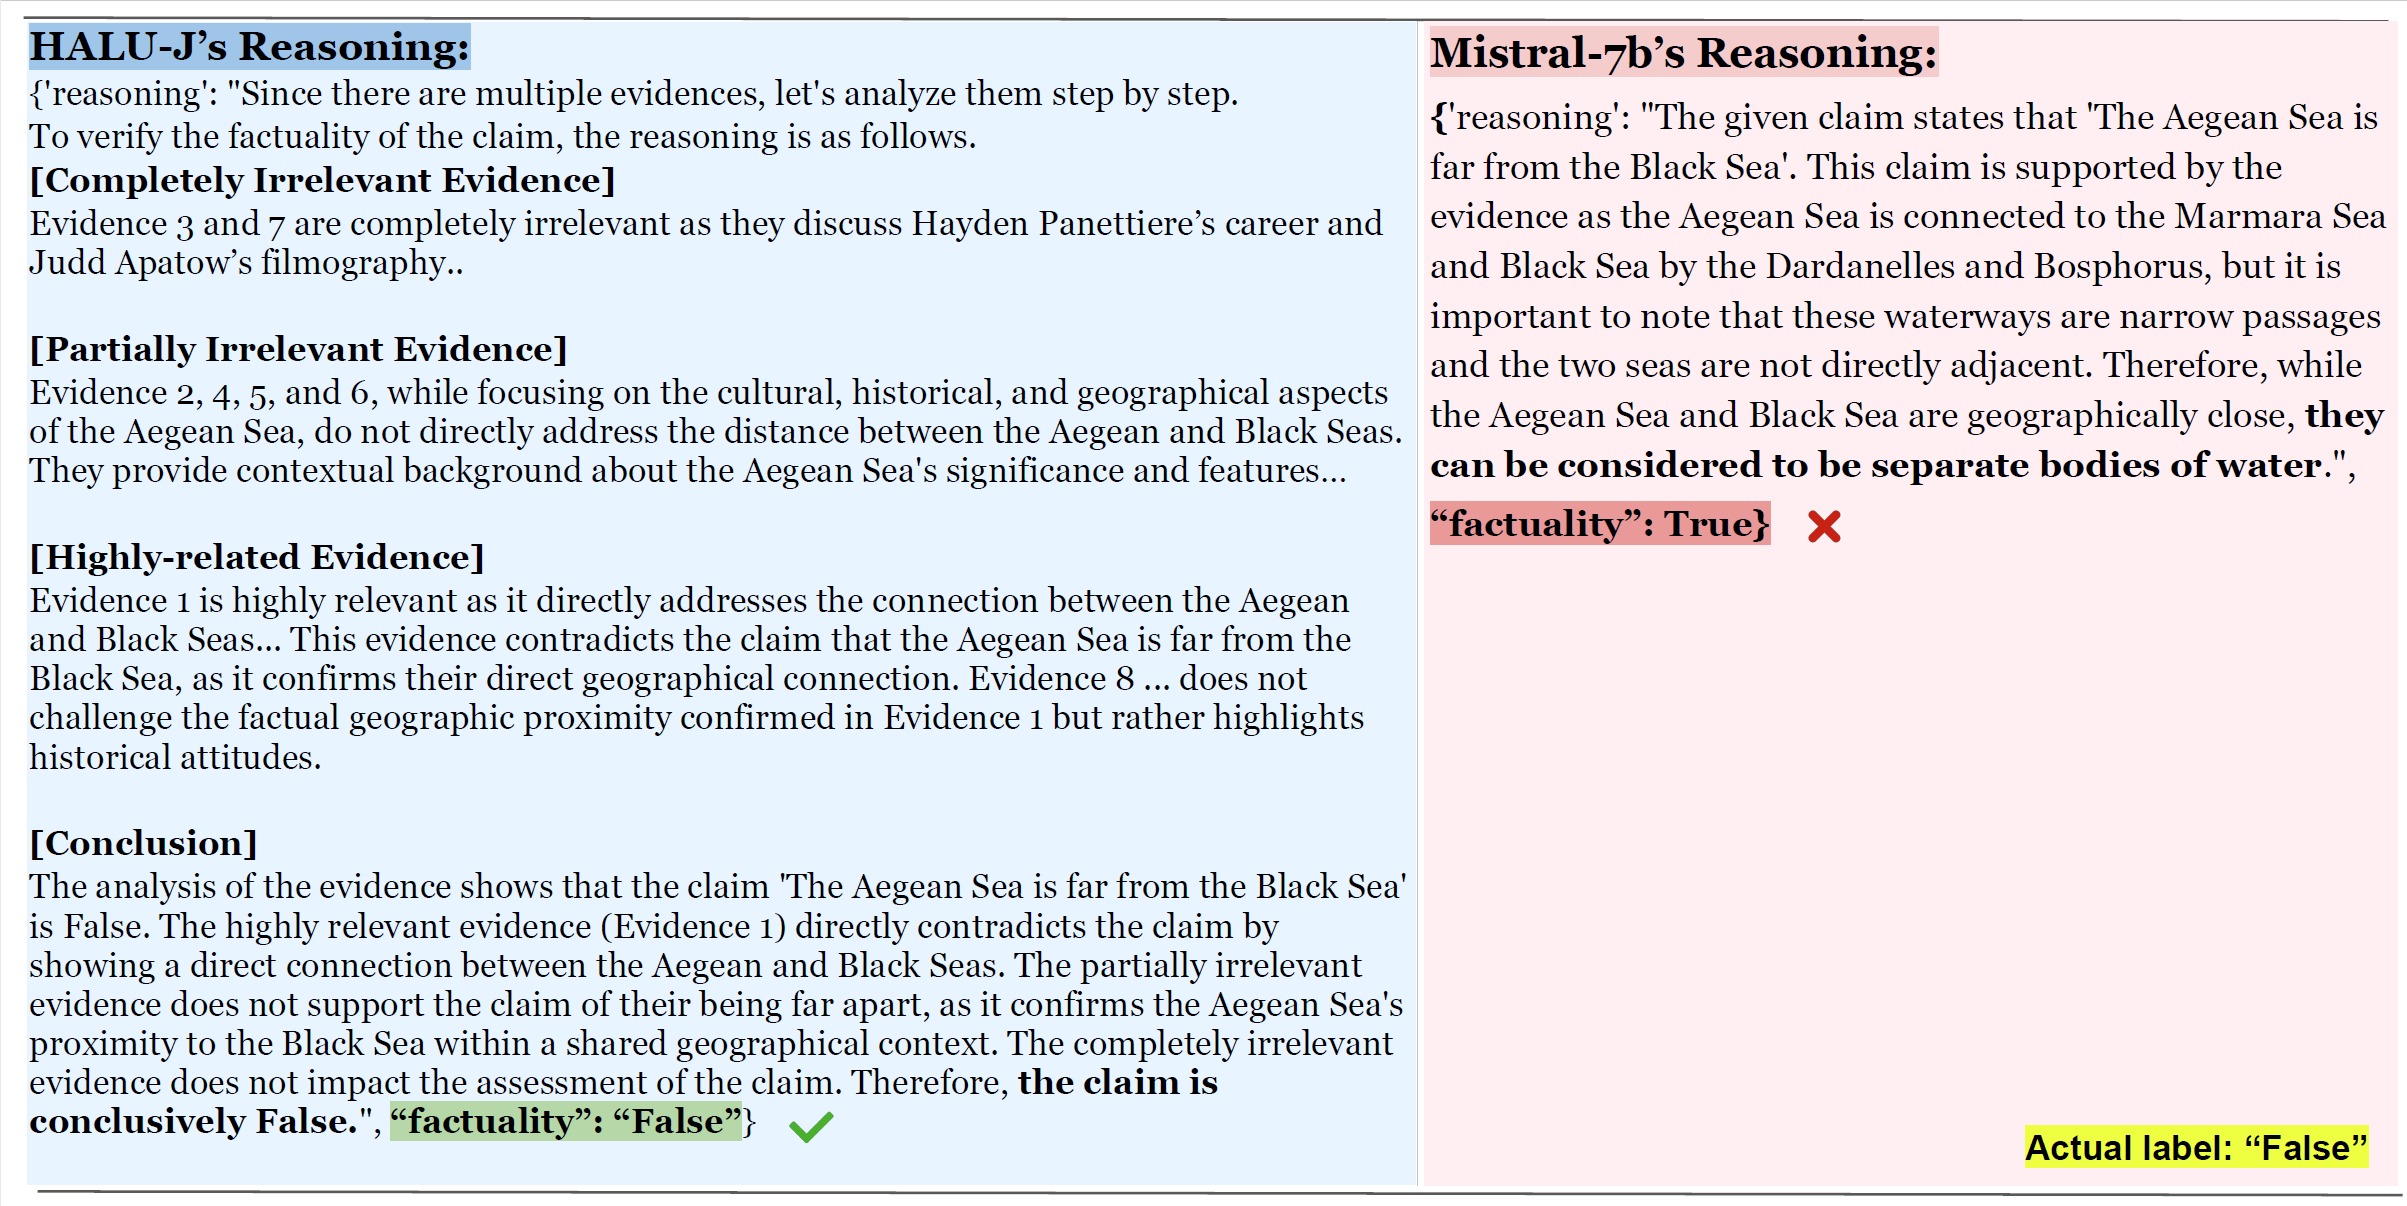 HALU-J’s Reasoning:
{'reasoning': "Since there are multiple evidences, let's analyze them step by step.
To verify the factuality of the claim, the reasoning is as follows.
[Completely Irrelevant Evidence]
Evidence 3 and 7 are completely irrelevant as they discuss Hayden Panettiere’s career and
Judd Apatow’s filmography..
[Partially Irrelevant Evidence]
Evidence 2, 4, 5, and 6, while focusing on the cultural, historical, and geographical aspects
of the Aegean Sea, do not directly address the distance between the Aegean and Black Seas.
They provide contextual background about the Aegean Sea's significance and features...
[Highly-related Evidence]
Evidence 1 is highly relevant as it directly addresses the connection between the Aegean
and Black Seas... This evidence contradicts the claim that the Aegean Sea is far from the
Black Sea, as it confirms their direct geographical connection. Evidence 8 ... does not
challenge the factual geographic proximity confirmed in Evidence 1 but rather highlights
historical attitudes.
[Conclusion]
The analysis of the evidence shows that the claim 'The Aegean Sea is far from the Black Sea'
is False. The highly relevant evidence (Evidence 1) directly contradicts the claim by
showing a direct connection between the Aegean and Black Seas. The partially irrelevant
evidence does not support the claim of their being far apart, as it confirms the Aegean Sea's
proximity to the Black Sea within a shared geographical context. The completely irrelevant
evidence does not impact the assessment of the claim. Therefore, the claim is
conclusively False.", “factuality”: “False”}
Mistral-7b’s Reasoning:
{'reasoning': "The given claim states that 'The Aegean Sea is
far from the Black Sea'. This claim is supported by the
evidence as the Aegean Sea is connected to the Marmara Sea
and Black Sea by the Dardanelles and Bosphorus, but it is
important to note that these waterways are narrow passages
and the two seas are not directly adjacent. Therefore, while
the Aegean Sea and Black Sea are geographically close, they
can be considered to be separate bodies of water.",
“factuality”: True}
Actual label: “False”